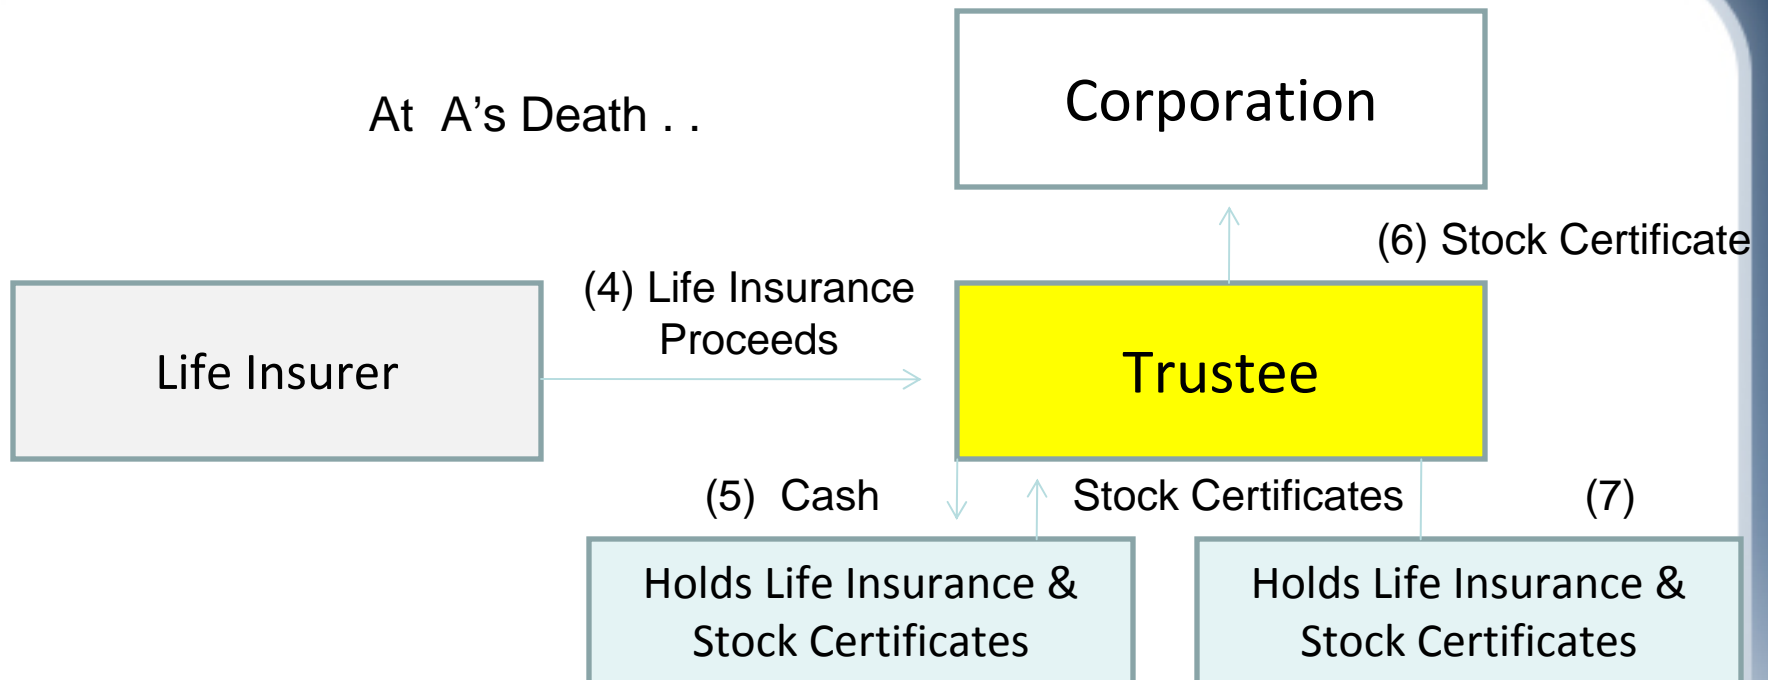 Corporation
At A's Death . .
(6) Stock Certificate
(4) Life Insurance
Proceeds
Life Insurer
Trustee
(5) Cash
Stock Certificates
(7)
Holds Life Insurance &
Stock Certificates
Holds Life Insurance &
Stock Certificates